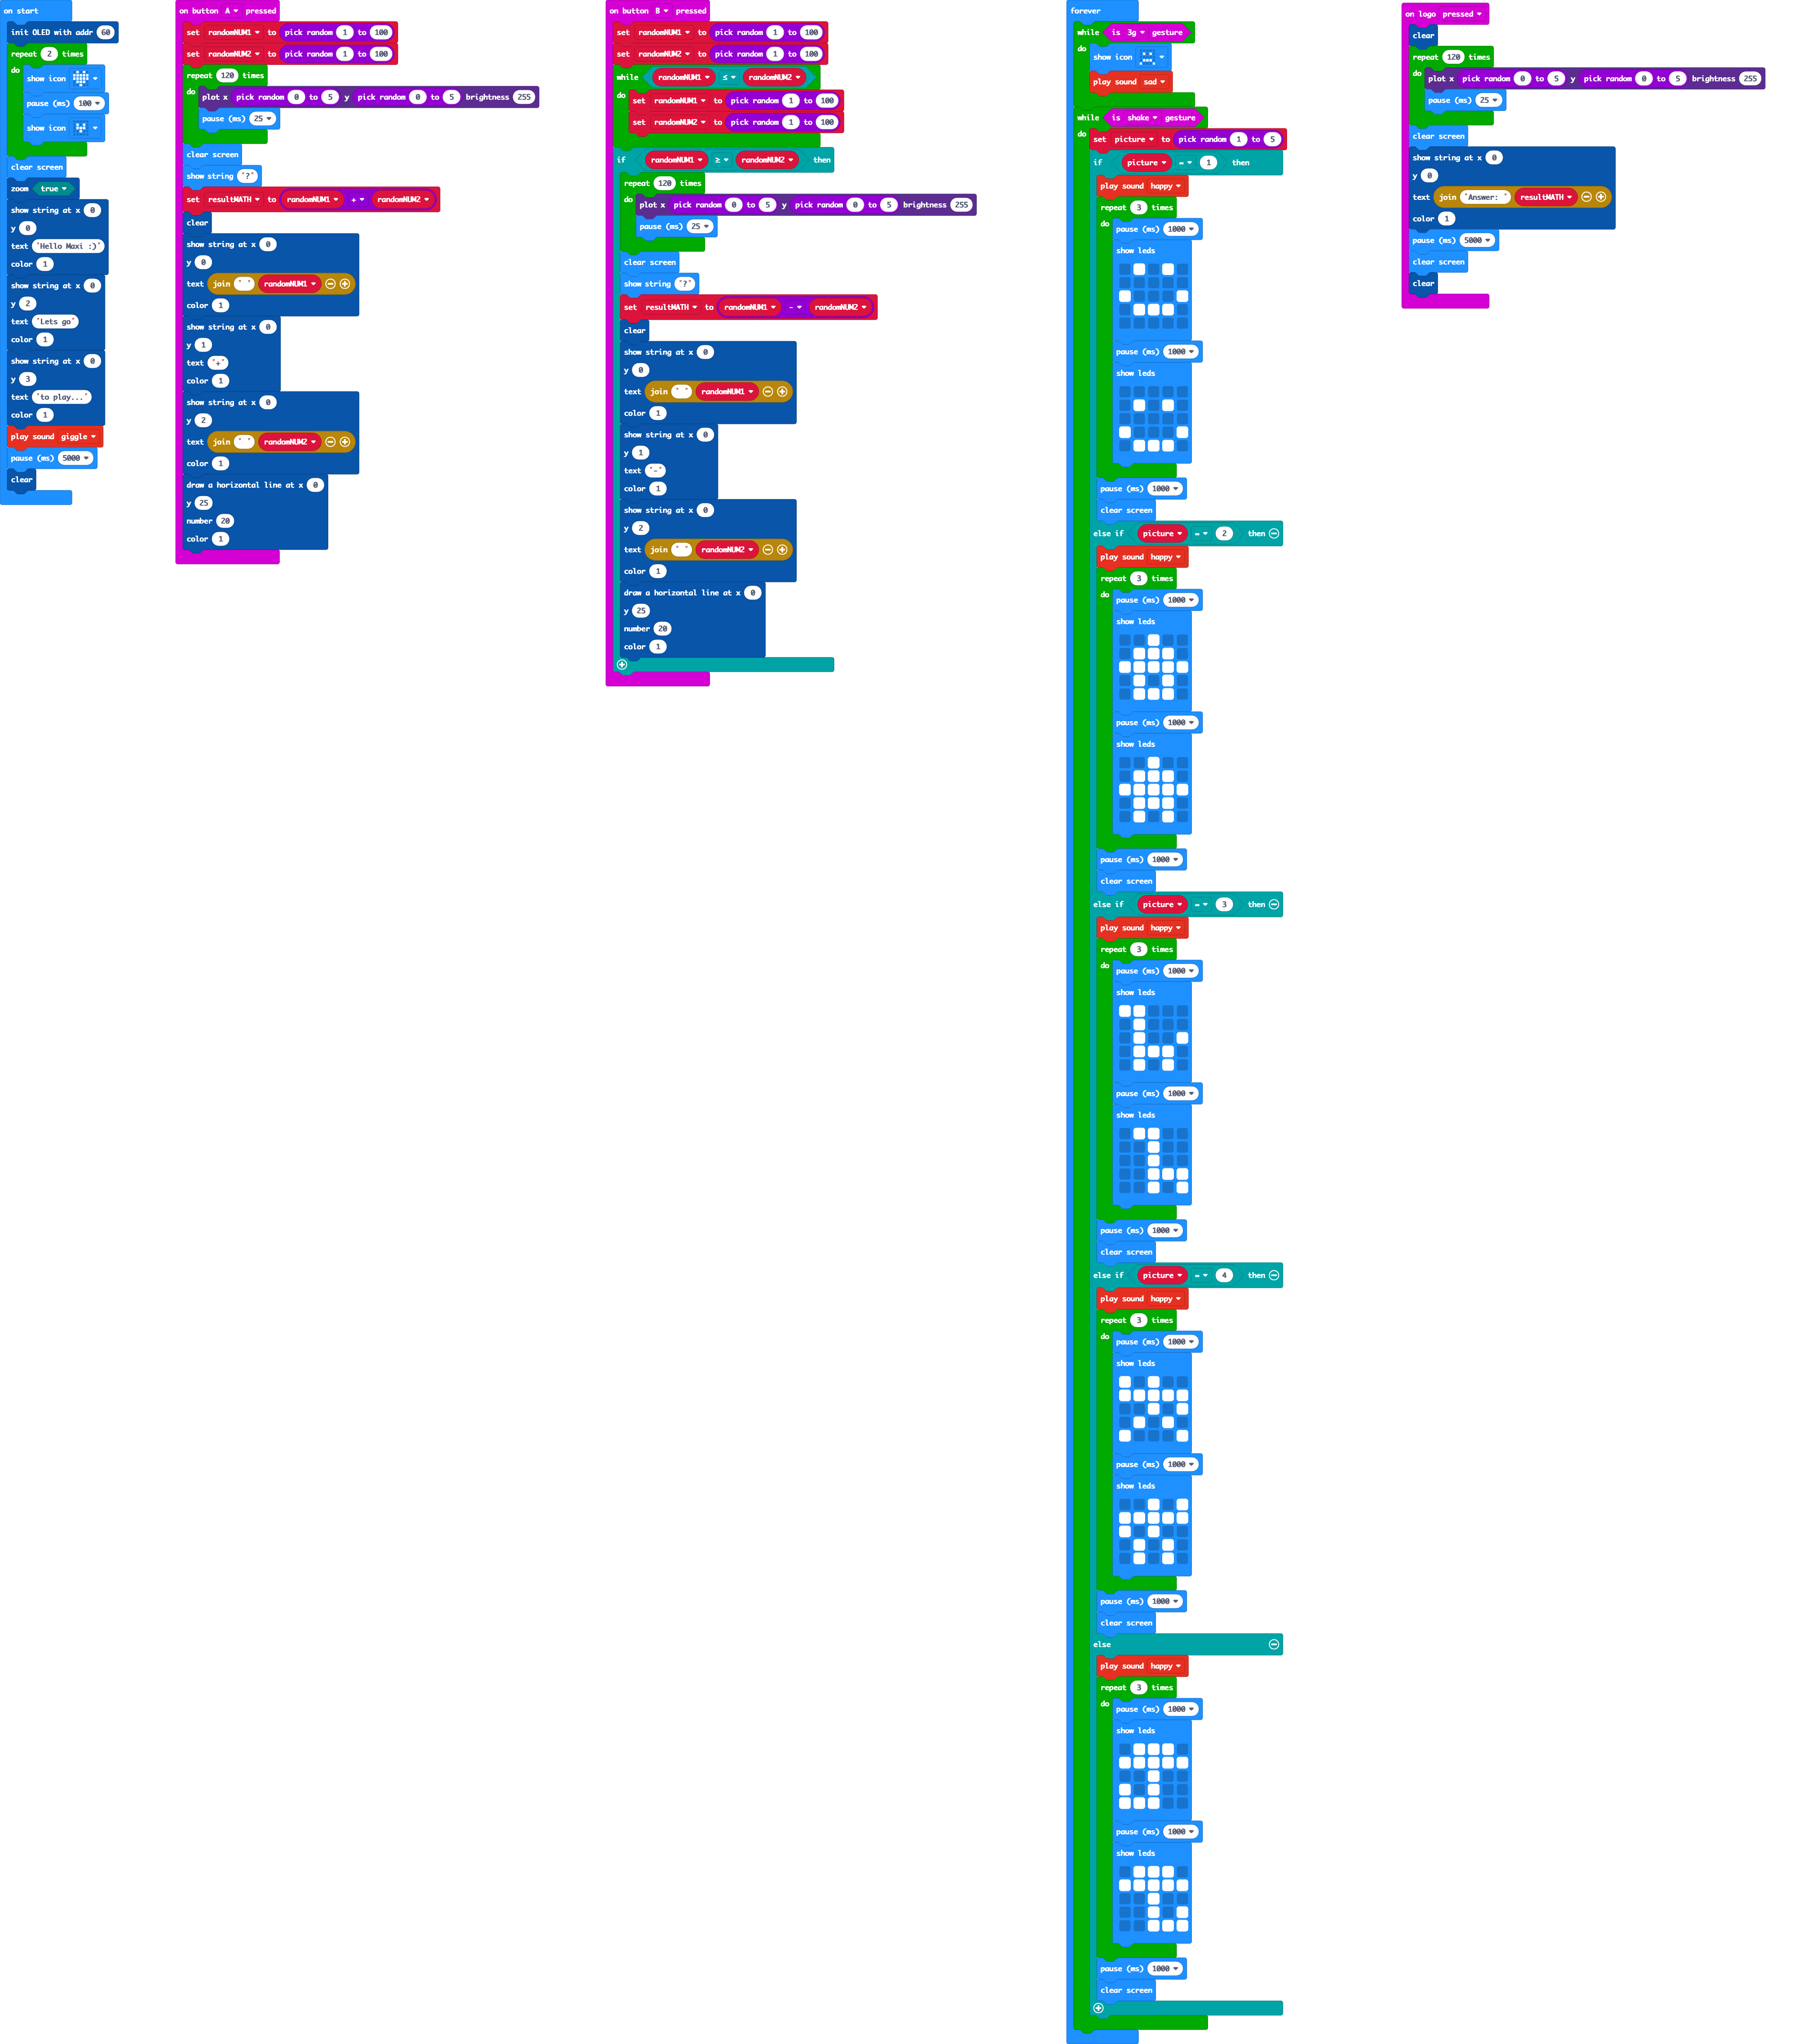 on start
init OLED with addr 60
repeat 2 times
do
show icon
pause (ms) 100
show icon
clear screen
zoom true
show string at x 0
y 0
text "Hello Maxi :)"
color 1
show string at x 0
y 2
text "Lets go"
color 1
show string at x 0
y 3
text "to play..."
color 1
play sound giggle
pause (ms) 5000
clear
on button A pressed
set randomNUM1 to pick random 1 to 100
set randomNUM2 to pick random 1 to 100
repeat 120 times
do plot x pick random 0 to 5 y pick random 0 to 5 brightness 255
pause (ms) 25
clear screen
show string "?"
set resultMATH to randomNUM1 + randomNUM2
clear
show string at x 0
y 0
text join " " randomNUM1
color 1
show string at x 0
y 1
text "+"
color 1
show string at x 0
y 2
text join " " randomNUM2
color 1
draw a horizontal line at x 0
y 25
number 20
color 1
on button B pressed
set randomNUM1 to pick random 1 to 100
set randomNUM2 to pick random 1 to 100
while randomNUM1 ≤ randomNUM2
do set randomNUM1 to pick random 1 to 100
set randomNUM2 to pick random 1 to 100
if randomNUM1 ≥ randomNUM2 then
repeat 120 times
do plot x pick random 0 to 5 y pick random 0 to 5 brightness 255
pause (ms) 25
clear screen
show string "?"
set resultMATH to randomNUM1 - randomNUM2
clear
show string at x 0
y 0
text join " " randomNUM1
color 1
show string at x 0
y 1
text "-"
color 1
show string at x 0
y 2
text join " " randomNUM2
color 1
draw a horizontal line at x 0
y 25
number 20
color 1
forever
while is 3g gesture
do
show icon
play sound sad
while is shake gesture
do set picture to pick random 1 to 5
if picture = 1 then
play sound happy
repeat 3 times
do pause (ms) 1000
show leds
pause (ms) 1000
show leds
pause (ms) 1000
clear screen
else if picture = 2 then
play sound happy
repeat 3 times
do pause (ms) 1000
show leds
pause (ms) 1000
show leds
pause (ms) 1000
clear screen
else if picture = 3 then
play sound happy
repeat 3 times
do pause (ms) 1000
show leds
pause (ms) 1000
show leds
pause (ms) 1000
clear screen
else if picture = 4 then
play sound happy
repeat 3 times
do pause (ms) 1000
show leds
pause (ms) 1000
show leds
pause (ms) 1000
clear screen
else
play sound happy
repeat 3 times
do pause (ms) 1000
show leds
pause (ms) 1000
show leds
pause (ms) 1000
clear screen
on logo pressed
clear
repeat 120 times
do plot x pick random 0 to 5 y pick random 0 to 5 brightness 255
pause (ms) 25
clear screen
show string at x 0
y 0
text join "Answer: " resultMATH
color 1
pause (ms) 5000
clear screen
clear